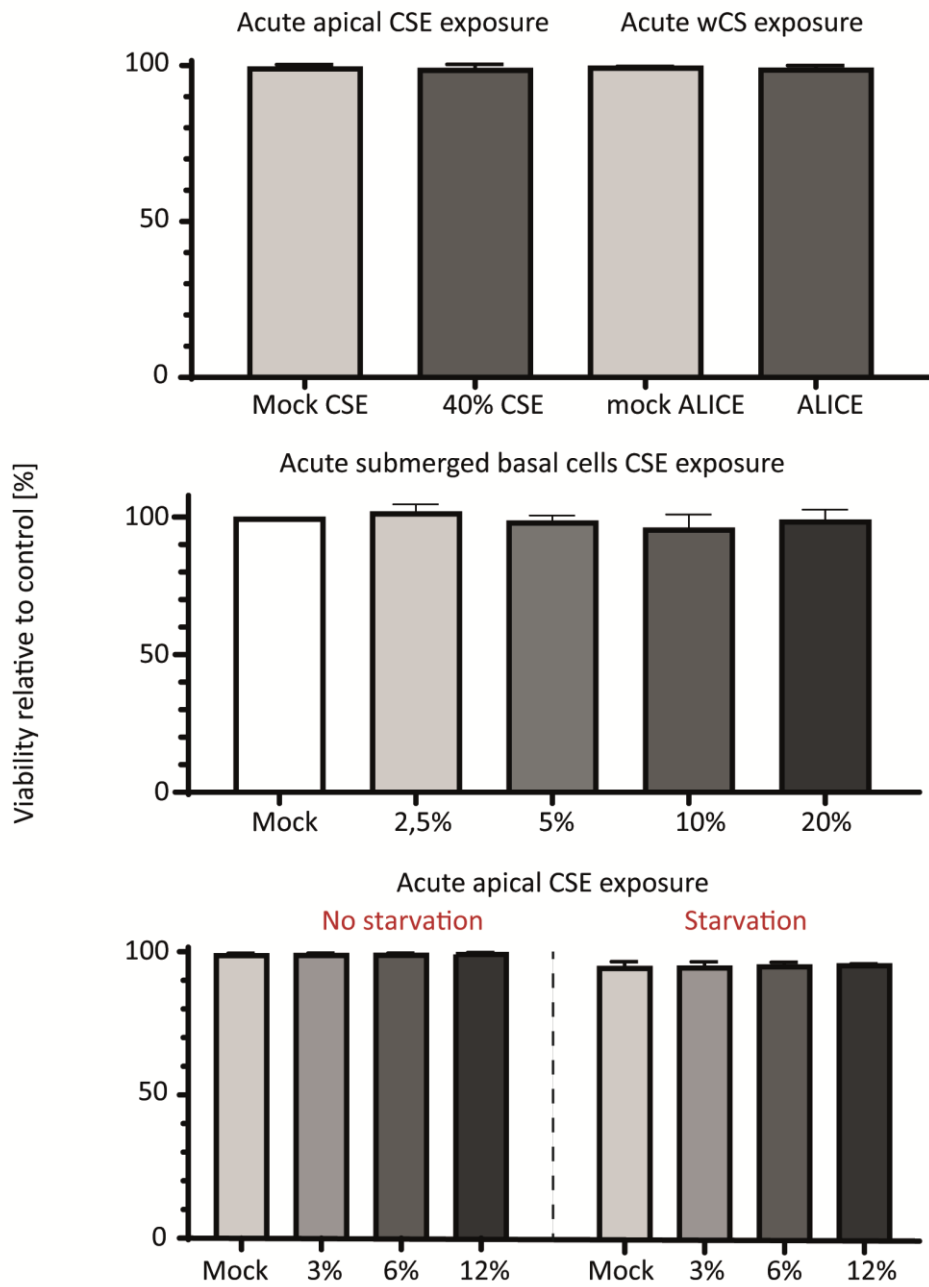 Acute apical CSE exposure Acute wCS exposure
100
50
0
Mock CSE 40% CSE mock ALICE ALICE
Viability relative to control [%]
Acute submerged basal cells CSE exposure
100
50
0
Mock 2,5% 5% 10% 20%
Acute apical CSE exposure
No starvation Starvation
100
50
0
Mock 3% 6% 12% Mock 3% 6% 12%